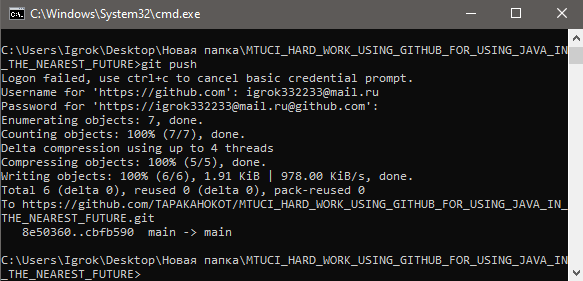 C:\Windows\System32\cmd.exe
C:\Users\Igrok\Desktop\Новая папка\MTUCI_HARD_WORK_USING_GITHUB_FOR_USING_JAVA_IN
_THE_NEAREST_FUTURE>git push
Logon failed, use ctrl+c to cancel basic credential prompt.
Username for 'https://github.com': igrok332233@mail.ru
Password for 'https://igrok332233@mail.ru@github.com':
Enumerating objects: 7, done.
Counting objects: 100% (7/7), done.
Delta compression using up to 4 threads
Compressing objects: 100% (5/5), done.
Writing objects: 100% (6/6), 1.91 KiB | 978.00 KiB/s, done.
Total 6 (delta 0), reused 0 (delta 0), pack-reused 0
To https://github.com/TAPAKAHOKOT/MTUCI_HARD_WORK_USING_GITHUB_FOR_USING_JAVA_IN_
THE_NEAREST_FUTURE.git
   8e50360..cbfb590  main -> main
C:\Users\Igrok\Desktop\Новая папка\MTUCI_HARD_WORK_USING_GITHUB_FOR_USING_JAVA_IN
_THE_NEAREST_FUTURE>